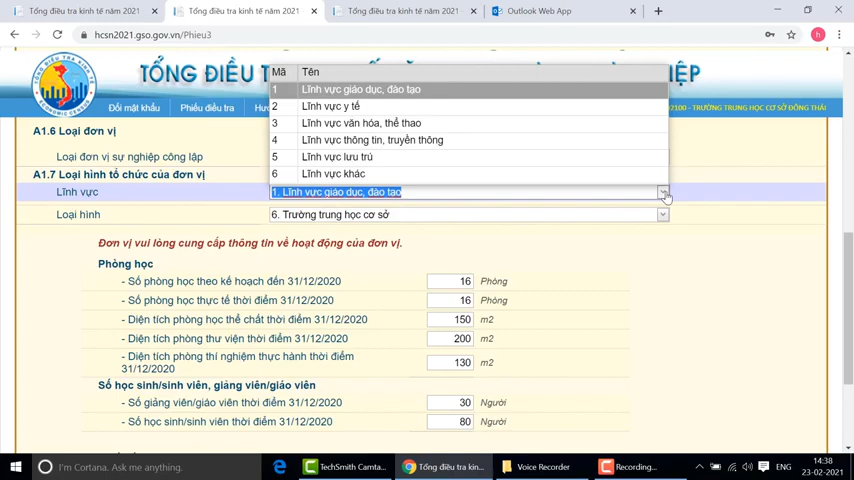 Tổng điều tra kinh tế năm 2021
Tổng điều tra kinh tế năm 2021
Tổng điều tra kinh tế năm 2021
Outlook Web App
hcsn2021.gso.gov.vn/Phieu3
h
TỔNG ĐIỀU
ỆP
ECONOMIC CENSUS
Đổi mật khẩu
Phiếu điều tra
02100 - TRƯỜNG TRUNG HỌC CƠ SỞ ĐỒNG THÁI
Mã Tên
1 Lĩnh vực giáo dục, đào tạo
2 Lĩnh vực y tế
3 Lĩnh vực văn hóa, thể thao
4 Lĩnh vực thông tin, truyền thông
5 Lĩnh vực lưu trú
6 Lĩnh vực khác
A1.6 Loại đơn vị
Loại đơn vị sự nghiệp công lập
A1.7 Loại hình tổ chức của đơn vị
Lĩnh vực
1. Lĩnh vực giáo dục, đào tạo
Loại hình
6. Trường trung học cơ sở
Đơn vị vui lòng cung cấp thông tin về hoạt động của đơn vị.
Phòng học
- Số phòng học theo kế hoạch đến 31/12/2020 16 Phòng
- Số phòng học thực tế thời điểm 31/12/2020 16 Phòng
- Diện tích phòng học thể chất thời điểm 31/12/2020 150 m2
- Diện tích phòng thư viện thời điểm 31/12/2020 200 m2
- Diện tích phòng thí nghiệm thực hành thời điểm
31/12/2020 130 m2
Số học sinh/sinh viên, giảng viên/giáo viên
- Số giảng viên/giáo viên thời điểm 31/12/2020 30 Người
- Số học sinh/sinh viên thời điểm 31/12/2020 80 Người
I'm Cortana. Ask me anything.
TechSmith Camta...
Tổng điều tra kin...
Voice Recorder
Recording...
ENG
14:38
23-02-2021